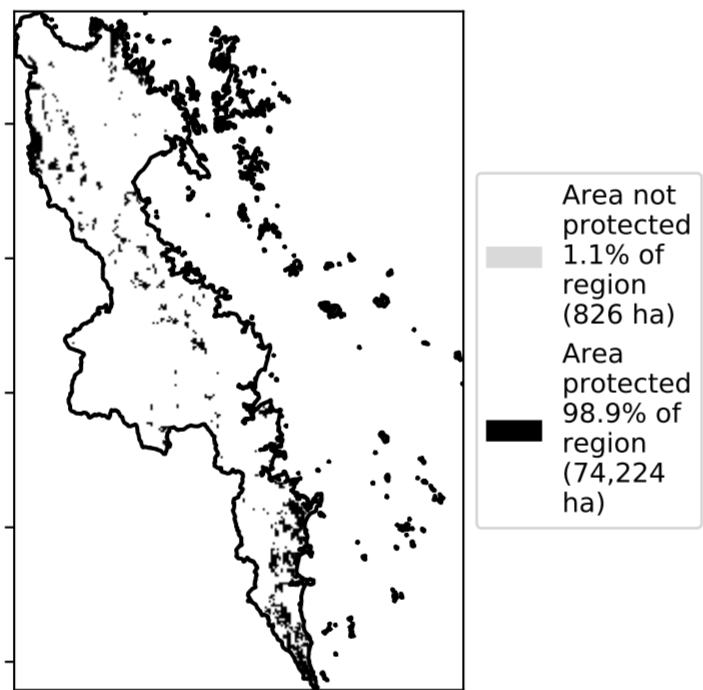 Area not
protected
1.1% of
region
(826 ha)
Area
protected
98.9% of
region
(74,224
ha)